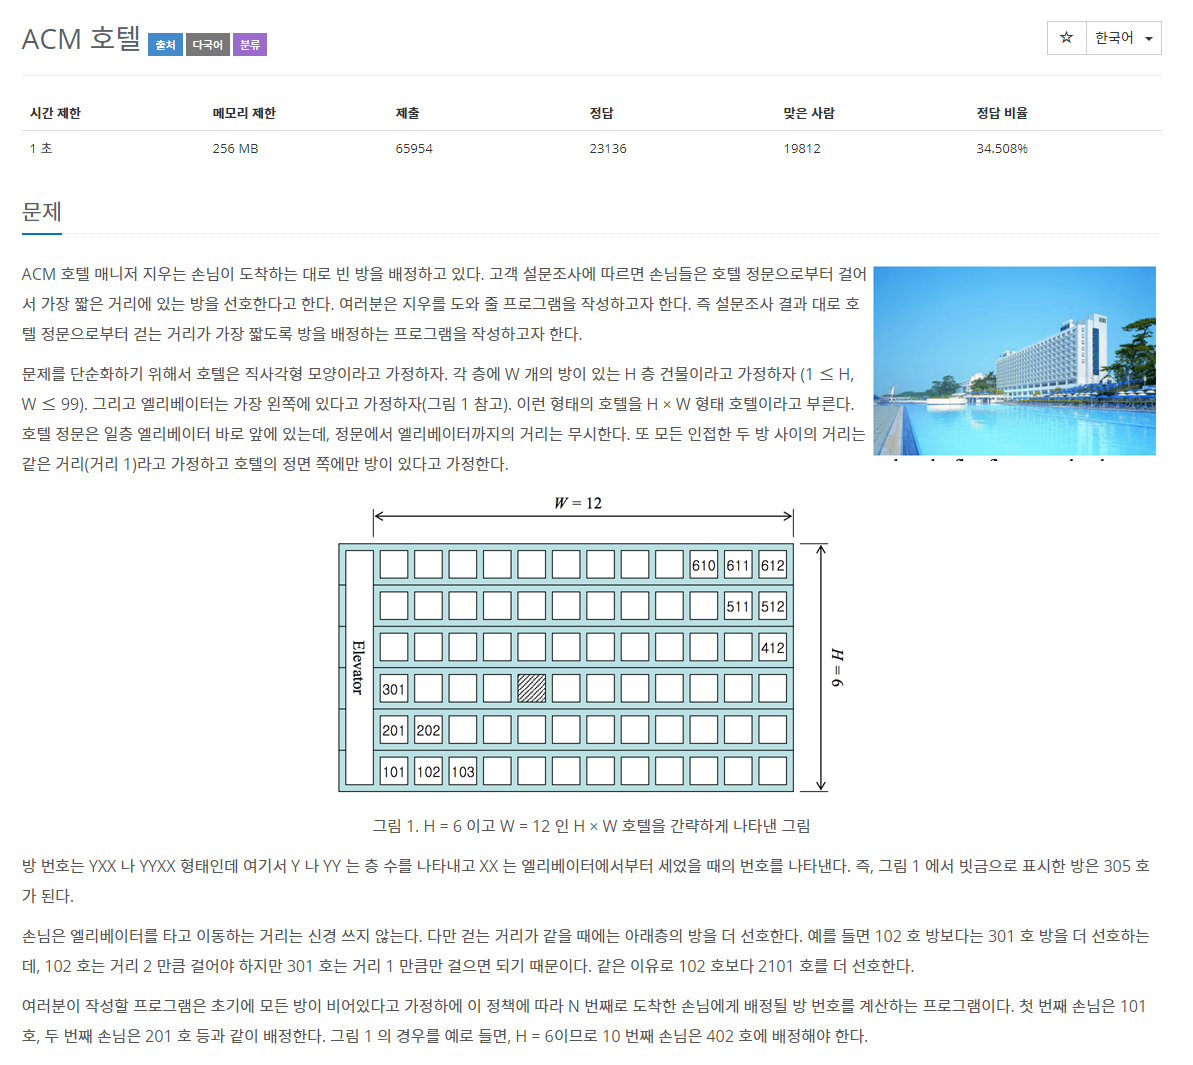 ACM 호텔 출처 다국어 분류
☆ 한국어
시간 제한 메모리 제한 제출 정답 맞은 사람 정답 비율
1 초 256 MB 65954 23136 19812 34.508%
문제
ACM 호텔 매니저 지우는 손님이 도착하는 대로 빈 방을 배정하고 있다. 고객 설문조사에 따르면 손님들은 호텔 정문으로부터 걸어
서 가장 짧은 거리에 있는 방을 선호한다고 한다. 여러분은 지우를 도와 줄 프로그램을 작성하고자 한다. 즉 설문조사 결과 대로 호
텔 정문으로부터 걷는 거리가 가장 짧도록 방을 배정하는 프로그램을 작성하고자 한다.
문제를 단순화하기 위해서 호텔은 직사각형 모양이라고 가정하자. 각 층에 W 개의 방이 있는 H 층 건물이라고 가정하자 (1 ≤ H,
W ≤ 99). 그리고 엘리베이터는 가장 왼쪽에 있다고 가정하자(그림 1 참고). 이런 형태의 호텔을 H × W 형태 호텔이라고 부른다.
호텔 정문은 일층 엘리베이터 바로 앞에 있는데, 정문에서 엘리베이터까지의 거리는 무시한다. 또 모든 인접한 두 방 사이의 거리는
같은 거리(거리 1)라고 가정하고 호텔의 정면 쪽에만 방이 있다고 가정한다.
W = 12
610 611 612
511 512
412
301
201 202
101 102 103
Elevator
H = 6
그림 1. H = 6 이고 W = 12 인 H × W 호텔을 간략하게 나타낸 그림
방 번호는 YXX 나 YYXX 형태인데 여기서 Y 나 YY 는 층 수를 나타내고 XX 는 엘리베이터에서부터 세었을 때의 번호를 나타낸다. 즉, 그림 1 에서 빗금으로 표시한 방은 305 호
가 된다.
손님은 엘리베이터를 타고 이동하는 거리는 신경 쓰지 않는다. 다만 걷는 거리가 같을 때에는 아래층의 방을 더 선호한다. 예를 들면 102 호 방보다는 301 호 방을 더 선호하는
데, 102 호는 거리 2 만큼 걸어야 하지만 301 호는 거리 1 만큼만 걸으면 되기 때문이다. 같은 이유로 102 호보다 2101 호를 더 선호한다.
여러분이 작성할 프로그램은 초기에 모든 방이 비어있다고 가정하에 이 정책에 따라 N 번째로 도착한 손님에게 배정될 방 번호를 계산하는 프로그램이다. 첫 번째 손님은 101
호, 두 번째 손님은 201 호 등과 같이 배정한다. 그림 1 의 경우를 예로 들면, H = 6이므로 10 번째 손님은 402 호에 배정해야 한다.